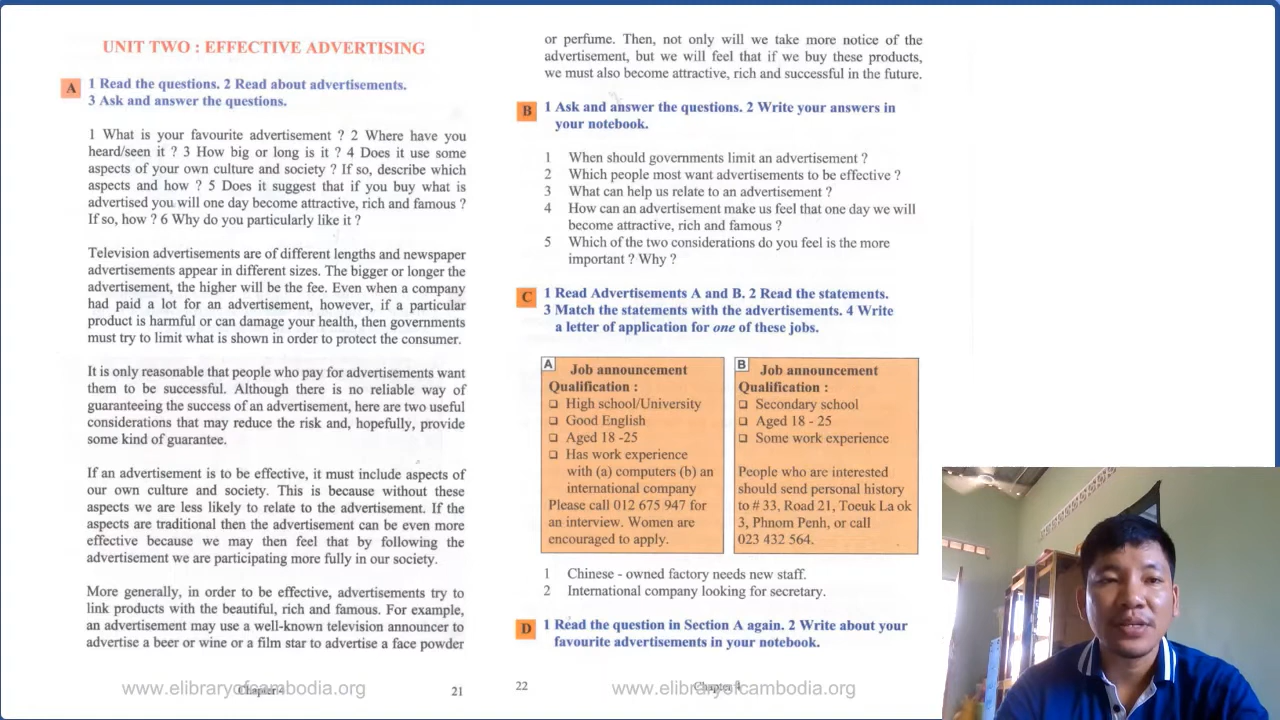 UNIT TWO : EFFECTIVE ADVERTISING
A
1 Read the questions. 2 Read about advertisements.
3 Ask and answer the questions.
1 What is your favourite advertisement ? 2 Where have you
heard/seen it ? 3 How big or long is it ? 4 Does it use some
aspects of your own culture and society ? If so, describe which
aspects and how ? 5 Does it suggest that if you buy what is
advertised you will one day become attractive, rich and famous ?
If so, how ? 6 Why do you particularly like it ?
Television advertisements are of different lengths and newspaper
advertisements appear in different sizes. The bigger or longer the
advertisement, the higher will be the fee. Even when a company
had paid a lot for an advertisement, however, if a particular
product is harmful or can damage your health, then governments
must try to limit what is shown in order to protect the consumer.
It is only reasonable that people who pay for advertisements want
them to be successful. Although there is no reliable way of
guaranteeing the success of an advertisement, here are two useful
considerations that may reduce the risk and, hopefully, provide
some kind of guarantee.
If an advertisement is to be effective, it must include aspects of
our own culture and society. This is because without these
aspects we are less likely to relate to the advertisement. If the
aspects are traditional then the advertisement can be even more
effective because we may then feel that by following the
advertisement we are participating more fully in our society.
More generally, in order to be effective, advertisements try to
link products with the beautiful, rich and famous. For example,
an advertisement may use a well-known television announcer to
advertise a beer or wine or a film star to advertise a face powder
www.elibraryofcambodia.org
Chapter 4
21
or perfume. Then, not only will we take more notice of the
advertisement, but we will feel that if we buy these products,
we must also become attractive, rich and successful in the future.
B
1 Ask and answer the questions. 2 Write your answers in
your notebook.
1 When should governments limit an advertisement ?
2 Which people most want advertisements to be effective ?
3 What can help us relate to an advertisement ?
4 How can an advertisement make us feel that one day we will
become attractive, rich and famous ?
5 Which of the two considerations do you feel is the more
important ? Why ?
C
1 Read Advertisements A and B. 2 Read the statements.
3 Match the statements with the advertisements. 4 Write
a letter of application for one of these jobs.
A
Job announcement
Qualification :
❑ High school/University
❑ Good English
❑ Aged 18 -25
❑ Has work experience
with (a) computers (b) an
international company
Please call 012 675 947 for
an interview. Women are
encouraged to apply.
B
Job announcement
Qualification :
❑ Secondary school
❑ Aged 18 - 25
❑ Some work experience
People who are interested
should send personal history
to # 33, Road 21, Toeuk La ok
3, Phnom Penh, or call
023 432 564.
1 Chinese - owned factory needs new staff.
2 International company looking for secretary.
D
1 Read the question in Section A again. 2 Write about your
favourite advertisements in your notebook.
22
www.elibraryofcambodia.org
Chapter 4